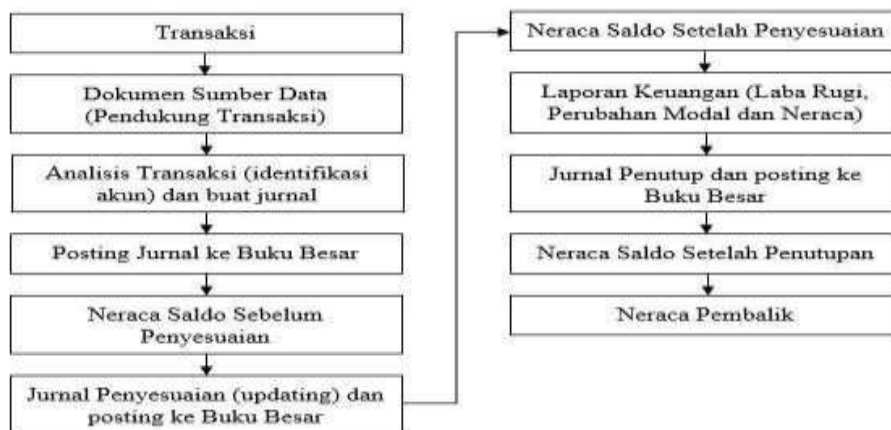 Transaksi
Dokumen Sumber Data
(Pendukung Transaksi)
Analisis Transaksi (identifikasi
akun) dan buat jurnal
Posting Jurnal ke Buku Besar
Neraca Saldo Sebelum
Penyesuaian
Jurnal Penyesuaian (updating) dan
posting ke Buku Besar
Neraca Saldo Setelah Penyesuaian
Laporan Keuangan (Laba Rugi,
Perubahan Modal dan Neraca)
Jurnal Penutup dan posting ke
Buku Besar
Neraca Saldo Setelah Penutupan
Neraca Pembalik